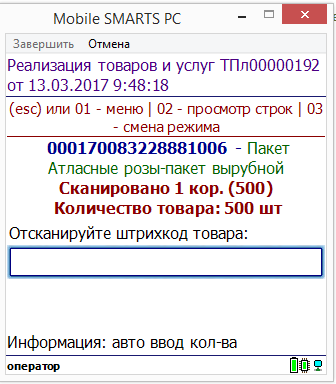 Mobile SMARTS PC
Завершить Отмена
Реализация товаров и услуг ТПл00000192
от 13.03.2017 9:48:18
(esc) или 01 - меню | 02 - просмотр строк | 03
- смена режима
000170083228881006 - Пакет
Атласные розы-пакет вырубной
Сканировано 1 кор. (500)
Количество товара: 500 шт
Отсканируйте штрихкод товара:
Информация: авто ввод кол-ва
оператор